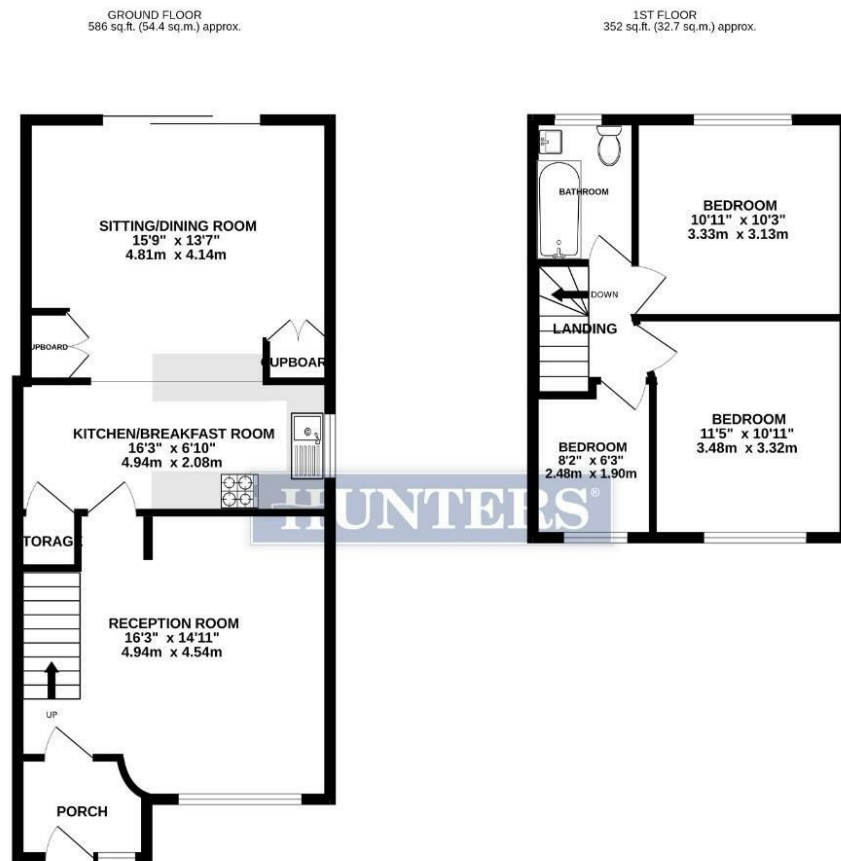 GROUND FLOOR
586 sq.ft. (54.4 sq.m.) approx.
SITTING/DINING ROOM
15'9" x 13'7"
4.81m x 4.14m
UPBOARD
CUPBOAR
KITCHEN/BREAKFAST ROOM
16'3" x 6'10"
4.94m x 2.08m
TORAGE
RECEPTION ROOM
16'3" x 14'11"
4.94m x 4.54m
UP
PORCH
1ST FLOOR
352 sq.ft. (32.7 sq.m.) approx.
BATHROOM
BEDROOM
10'11" x 10'3"
3.33m x 3.13m
DOWN
LANDING
BEDROOM
11'5" x 10'11"
3.48m x 3.32m
BEDROOM
8'2" x 6'3"
2.48m x 1.90m
HUNTERS®